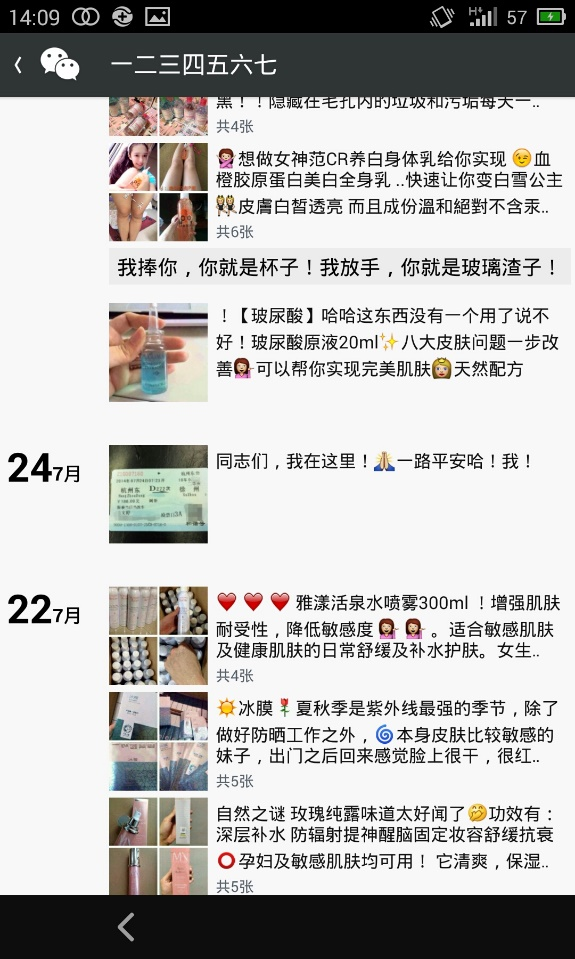 14:09
H
57
一二三四五六七
黑！！隐藏在毛孔内的垃圾和污垢每天一..
共4张
想做女神范CR养白身体乳给你实现 血
橙胶原蛋白美白全身乳 ..快速让你变白雪公主
皮膚白皙透亮 而且成份溫和絕對不含汞..
共6张
我捧你，你就是杯子！我放手，你就是玻璃渣子！
！【玻尿酸】哈哈这东西没有一个用了说不
好！玻尿酸原液20ml✨八大皮肤问题一步改
善💁可以帮你实现完美肌肤👸天然配方
24 7月
同志们，我在这里！🙏一路平安哈！我！
杭州东
徐 州
22 7月
❤ ❤ ❤ 雅漾活泉水喷雾300ml ！增强肌肤
耐受性，降低敏感度💁💁。适合敏感肌肤
及健康肌肤的日常舒缓及补水护肤。女生..
共4张
☀冰膜🌹夏秋季是紫外线最强的季节，除了
做好防晒工作之外，🌀本身皮肤比较敏感的
妹子，出门之后回来感觉脸上很干，很红..
共5张
自然之谜 玫瑰纯露味道太好闻了🤭功效有：
深层补水 防辐射提神醒脑固定妆容舒缓抗衰
⭕孕妇及敏感肌肤均可用！ 它清爽，保湿..
共5张